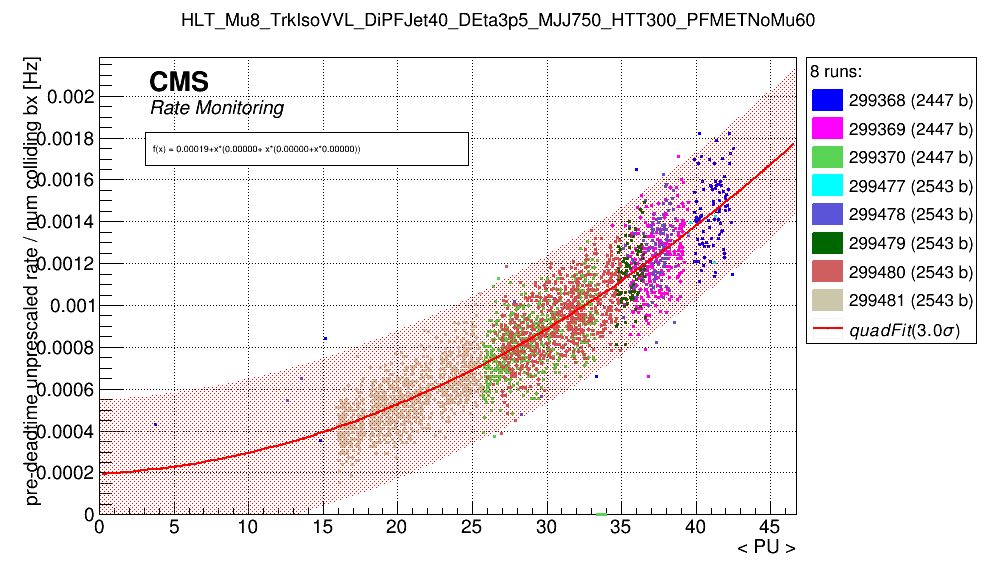 HLT_Mu8_TrkIsoVVL_DiPFJet40_DEta3p5_MJJ750_HTT300_PFMETNoMu60
pre-deadtime unprescaled rate / num colliding bx [Hz]
CMS
Rate Monitoring
f(x) = 0.00019+x*(0.00000+ x*(0.00000+x*0.00000))
0.002
0.0018
0.0016
0.0014
0.0012
0.001
0.0008
0.0006
0.0004
0.0002
0
0 5 10 15 20 25 30 35 40 45
< PU >
8 runs:
299368 (2447 b)
299369 (2447 b)
299370 (2447 b)
299477 (2543 b)
299478 (2543 b)
299479 (2543 b)
299480 (2543 b)
299481 (2543 b)
quadFit(3.0σ)